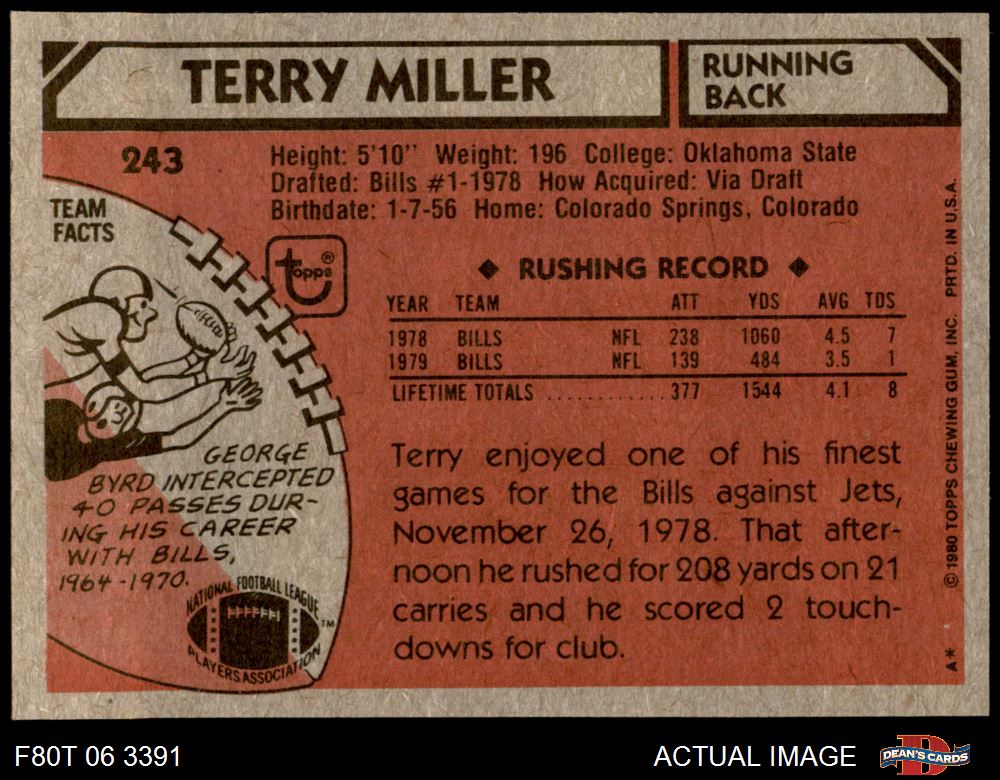 TERRY MILLER
RUNNING
BACK
243
Height: 5'10" Weight: 196 College: Oklahoma State
Drafted: Bills #1-1978 How Acquired: Via Draft
Birthdate: 1-7-56 Home: Colorado Springs, Colorado
TEAM
FACTS
topps®
◆ RUSHING RECORD ◆
YEAR TEAM ATT YDS AVG TDS
1978 BILLS NFL 238 1060 4.5 7
1979 BILLS NFL 139 484 3.5 1
LIFETIME TOTALS ............ 377 1544 4.1 8
GEORGE
BYRD INTERCEPTED
40 PASSES DUR-
ING HIS CAREER
WITH BILLS,
1964-1970.
NATIONAL FOOTBALL LEAGUE
PLAYERS ASSOCIATION
TM
Terry enjoyed one of his finest
games for the Bills against Jets,
November 26, 1978. That after-
noon he rushed for 208 yards on 21
carries and he scored 2 touch-
downs for club.
© 1980 TOPPS CHEWING GUM, INC. PRTD. IN U.S.A.
A*
F80T 06 3391
ACTUAL IMAGE
D
DEAN'S CARDS